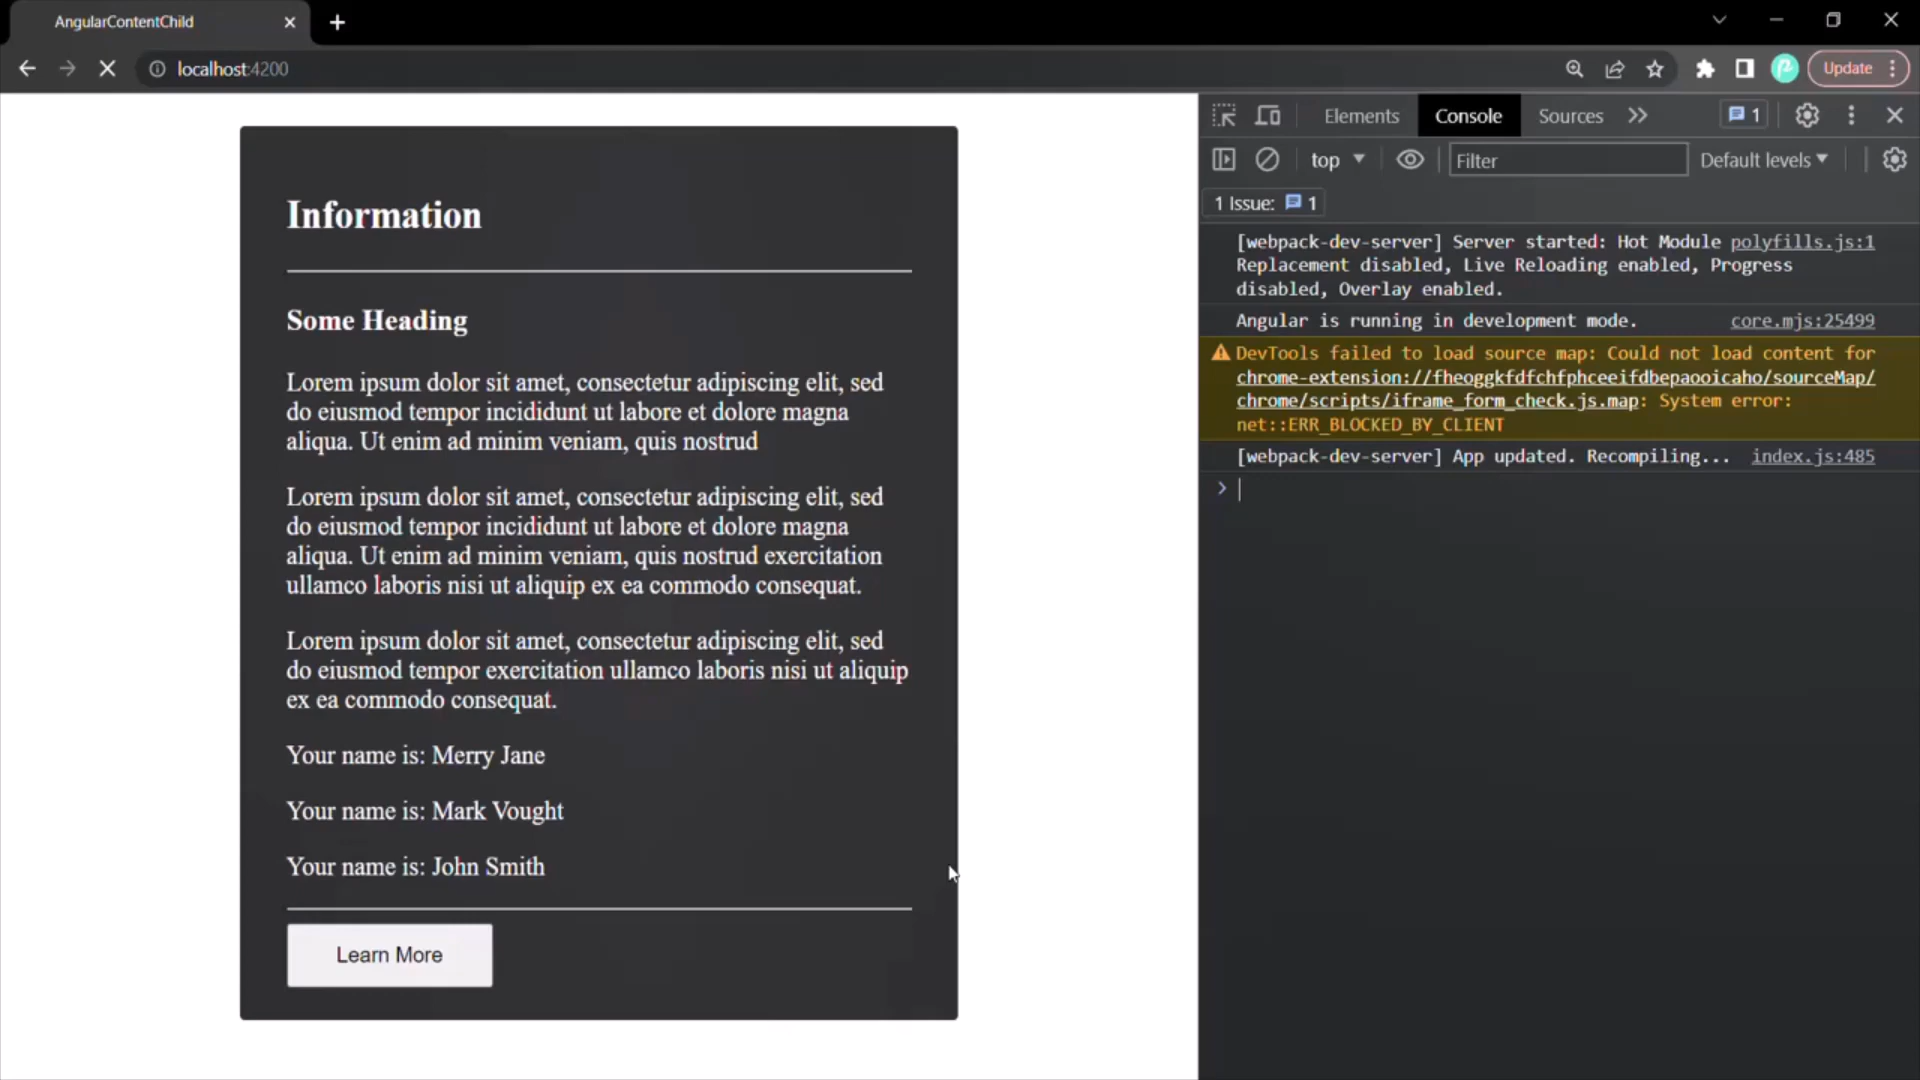 AngularContentChild
localhost:4200
Update
Information
Some Heading
Lorem ipsum dolor sit amet, consectetur adipiscing elit, sed
do eiusmod tempor incididunt ut labore et dolore magna
aliqua. Ut enim ad minim veniam, quis nostrud
Lorem ipsum dolor sit amet, consectetur adipiscing elit, sed
do eiusmod tempor incididunt ut labore et dolore magna
aliqua. Ut enim ad minim veniam, quis nostrud exercitation
ullamco laboris nisi ut aliquip ex ea commodo consequat.
Lorem ipsum dolor sit amet, consectetur adipiscing elit, sed
do eiusmod tempor exercitation ullamco laboris nisi ut aliquip
ex ea commodo consequat.
Your name is: Merry Jane
Your name is: Mark Vought
Your name is: John Smith
Learn More
Elements Console Sources 1
top Filter Default levels
1 Issue: 1
[webpack-dev-server] Server started: Hot Module polyfills.js:1
Replacement disabled, Live Reloading enabled, Progress
disabled, Overlay enabled.
Angular is running in development mode. core.mjs:25499
DevTools failed to load source map: Could not load content for
chrome-extension://fheoggkfdfchfphceeifdbepaooicaho/sourceMap/
chrome/scripts/iframe_form_check.js.map: System error:
net::ERR_BLOCKED_BY_CLIENT
[webpack-dev-server] App updated. Recompiling... index.js:485